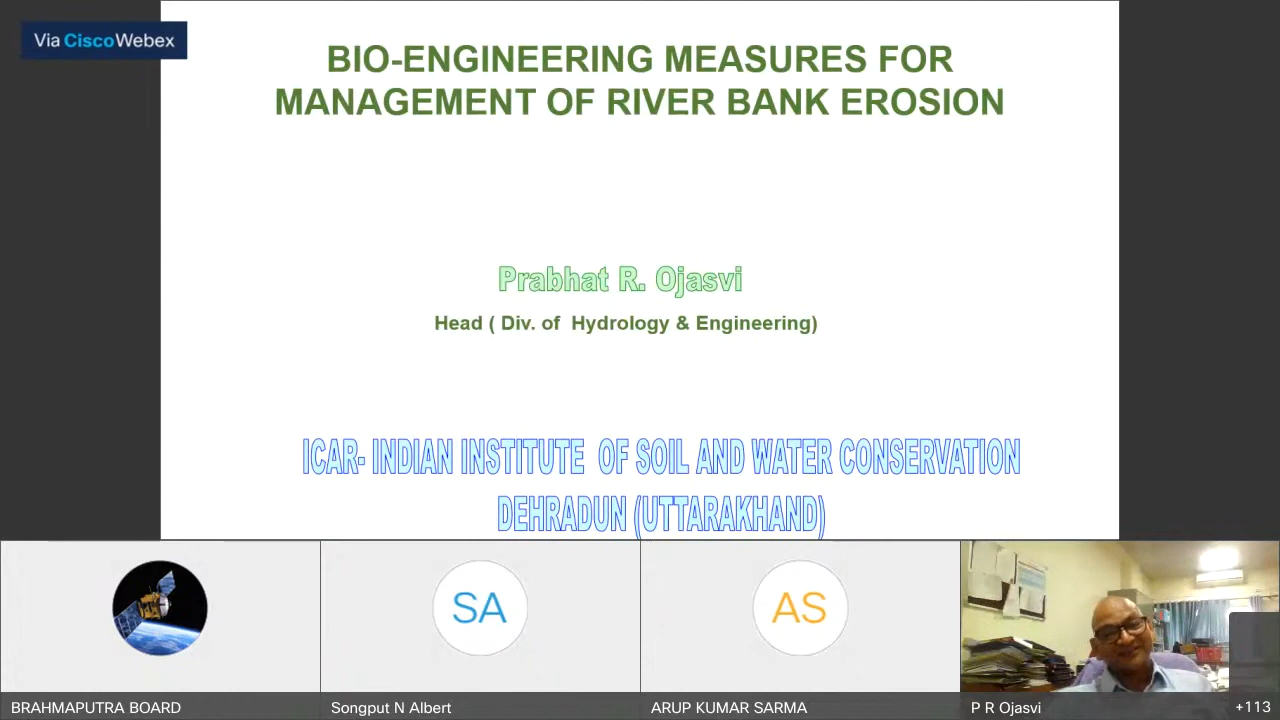 Via Cisco Webex
BIO-ENGINEERING MEASURES FOR
MANAGEMENT OF RIVER BANK EROSION
Prabhat R. Ojasvi
Head ( Div. of Hydrology & Engineering)
ICAR- INDIAN INSTITUTE OF SOIL AND WATER CONSERVATION
DEHRADUN (UTTARAKHAND)
SA
AS
BRAHMAPUTRA BOARD
Songput N Albert
ARUP KUMAR SARMA
P R Ojasvi
+113